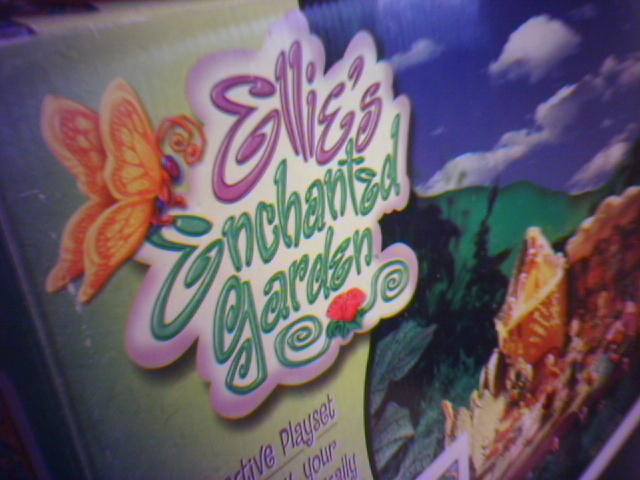 Ellie's
Enchanted
Garden
Playset
your